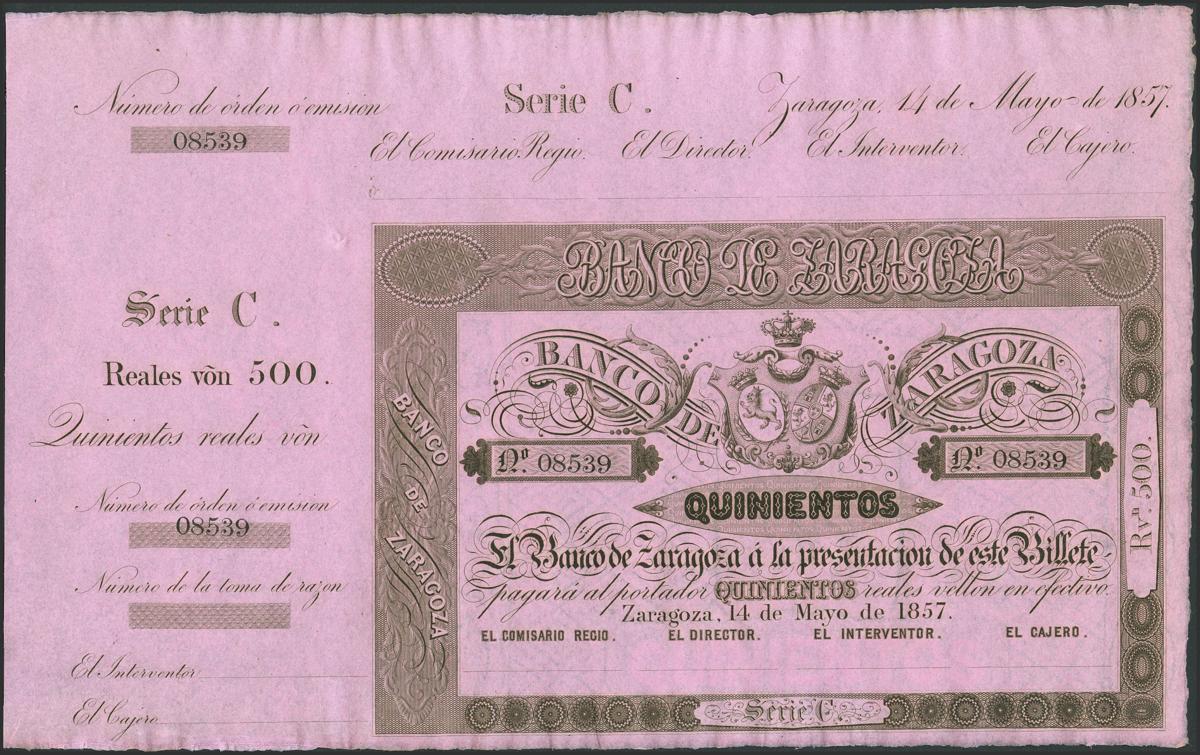 Número de órden ó emision
08539
Serie C.
Zaragoza, 14 de Mayo de 1857.
El Comisario Regio. El Director. El Interventor. El Cajero.
Serie C.
Reales vōn 500.
Quinientos reales vōn
Número de órden ó emision
08539
Número de la toma de razon
El Interventor
El Cajero
BANCO DE ZARAGOZA
BANCO DE ZARAGOZA
BANCO DE ZARAGOZA
Nº 08539
Nº 08539
QUINIENTOS
El Banco de Zaragoza á la presentacion de este Billete
pagará al portador QUINIENTOS reales vellon en efectivo.
Zaragoza, 14 de Mayo de 1857.
EL COMISARIO REGIO. EL DIRECTOR. EL INTERVENTOR. EL CAJERO.
Rvⁿ 500.
Serie C.